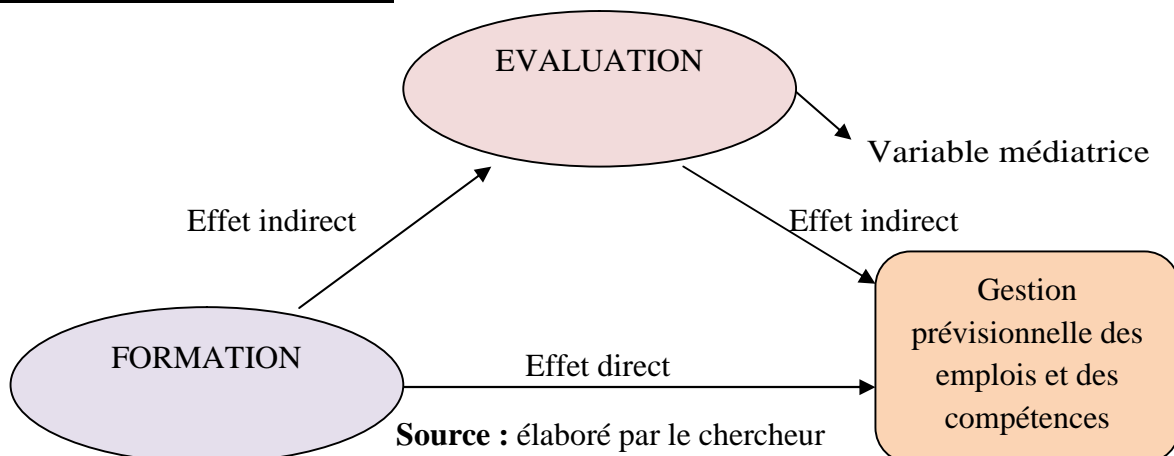 EVALUATION
Variable médiatrice
Effet indirect
Effet indirect
Gestion
prévisionnelle des
emplois et des
compétences
FORMATION
Effet direct
Source : élaboré par le chercheur